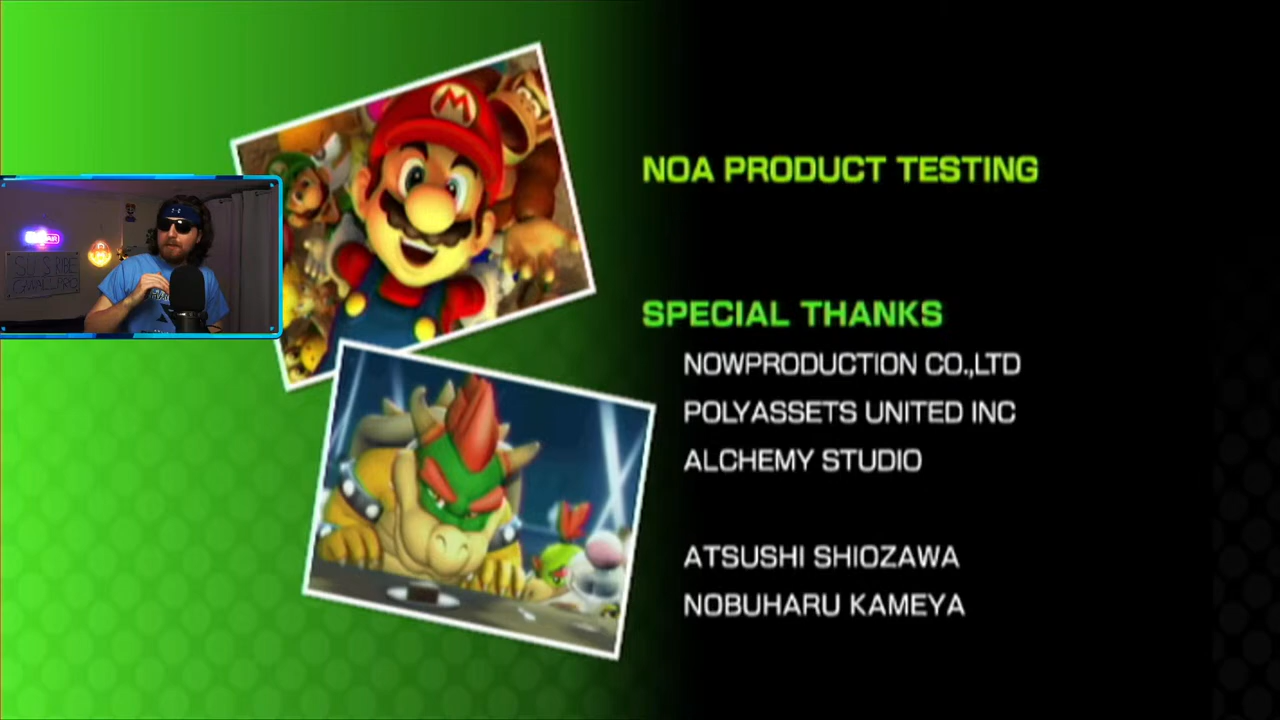 NOA PRODUCT TESTING
SPECIAL THANKS
NOWPRODUCTION CO.,LTD
POLYASSETS UNITED INC
ALCHEMY STUDIO
ATSUSHI SHIOZAWA
NOBUHARU KAMEYA
M